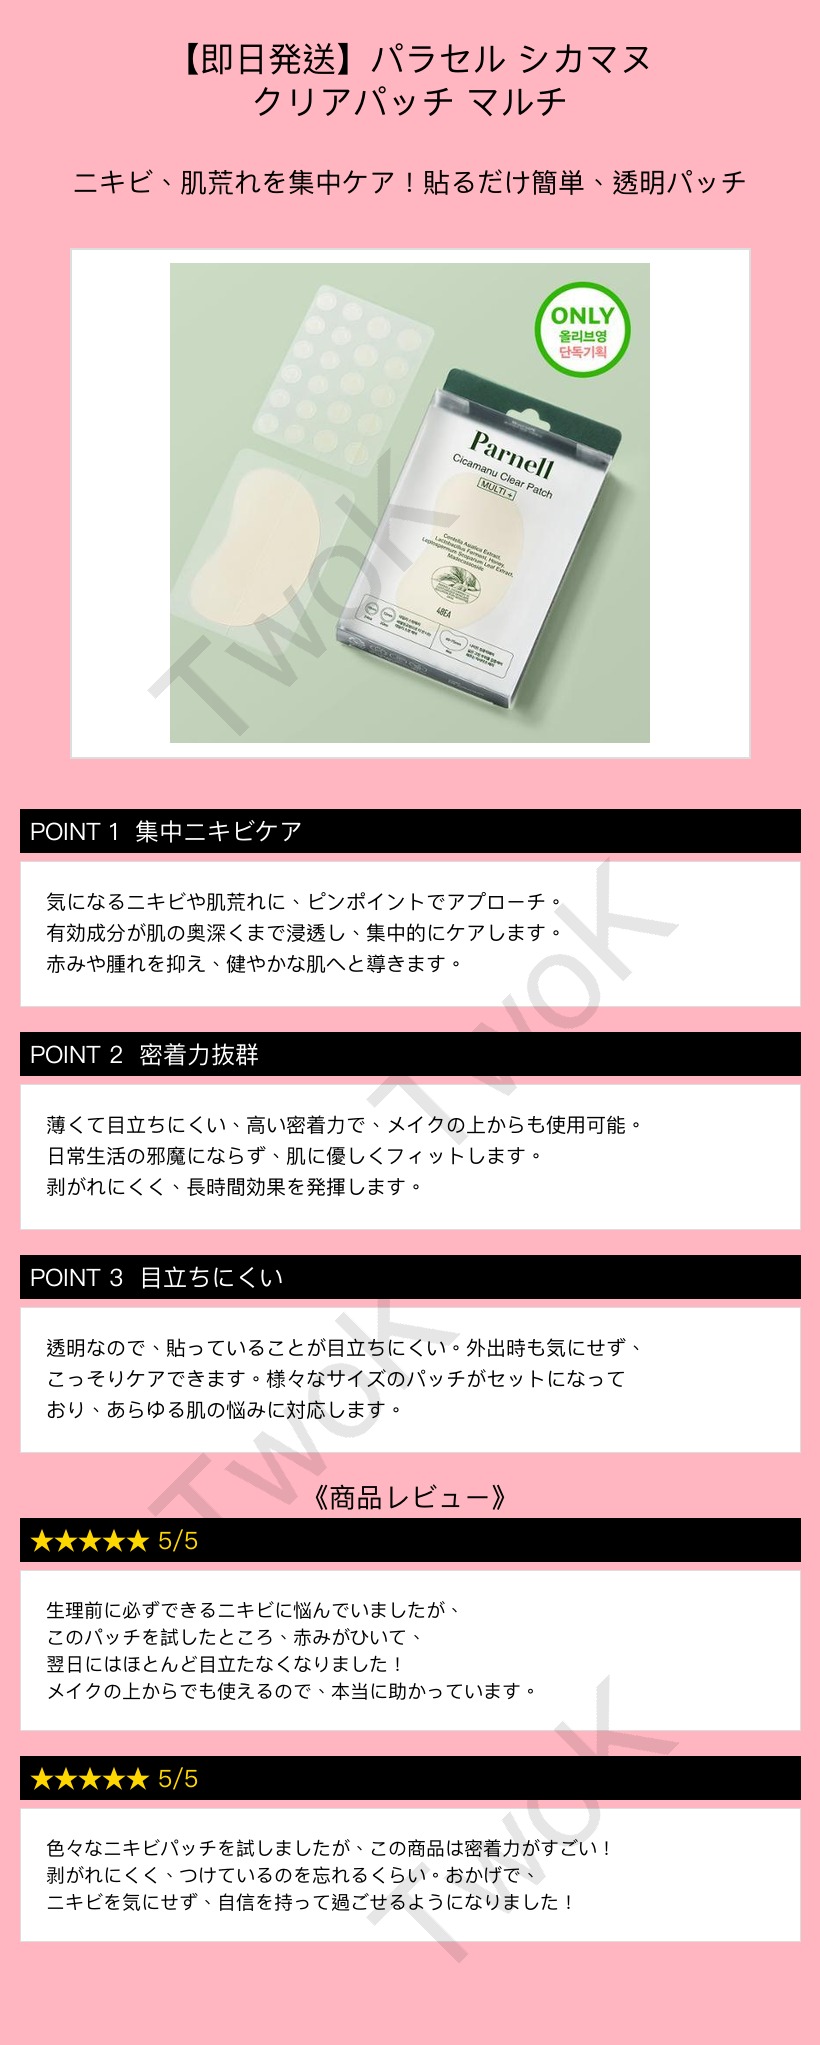 【即日発送】パラセル シカマヌ
クリアパッチ マルチ
ニキビ、肌荒れを集中ケア！貼るだけ簡単、透明パッチ
ONLY
올리브영
단독기획
Parnell
Cicamanu Clear Patch
MULTI +
Centella Asiatica Extract,
Lactobacillus Ferment, Honey,
Leptospermum Scoparium Leaf Extract,
Madecassoside
48EA
TwoK
POINT 1 集中ニキビケア
気になるニキビや肌荒れに、ピンポイントでアプローチ。
有効成分が肌の奥深くまで浸透し、集中的にケアします。
赤みや腫れを抑え、健やかな肌へと導きます。
TwoK
POINT 2 密着力抜群
薄くて目立ちにくい、高い密着力で、メイクの上からも使用可能。
日常生活の邪魔にならず、肌に優しくフィットします。
剥がれにくく、長時間効果を発揮します。
POINT 3 目立ちにくい
透明なので、貼っていることが目立ちにくい。外出時も気にせず、
こっそりケアできます。様々なサイズのパッチがセットになって
おり、あらゆる肌の悩みに対応します。
TwoK
《商品レビュー》
★★★★★ 5/5
生理前に必ずできるニキビに悩んでいましたが、
このパッチを試したところ、赤みがひいて、
翌日にはほとんど目立たなくなりました！
メイクの上からでも使えるので、本当に助かっています。
★★★★★ 5/5
色々なニキビパッチを試しましたが、この商品は密着力がすごい！
剥がれにくく、つけているのを忘れるくらい。おかげで、
ニキビを気にせず、自信を持って過ごせるようになりました！
TwoK